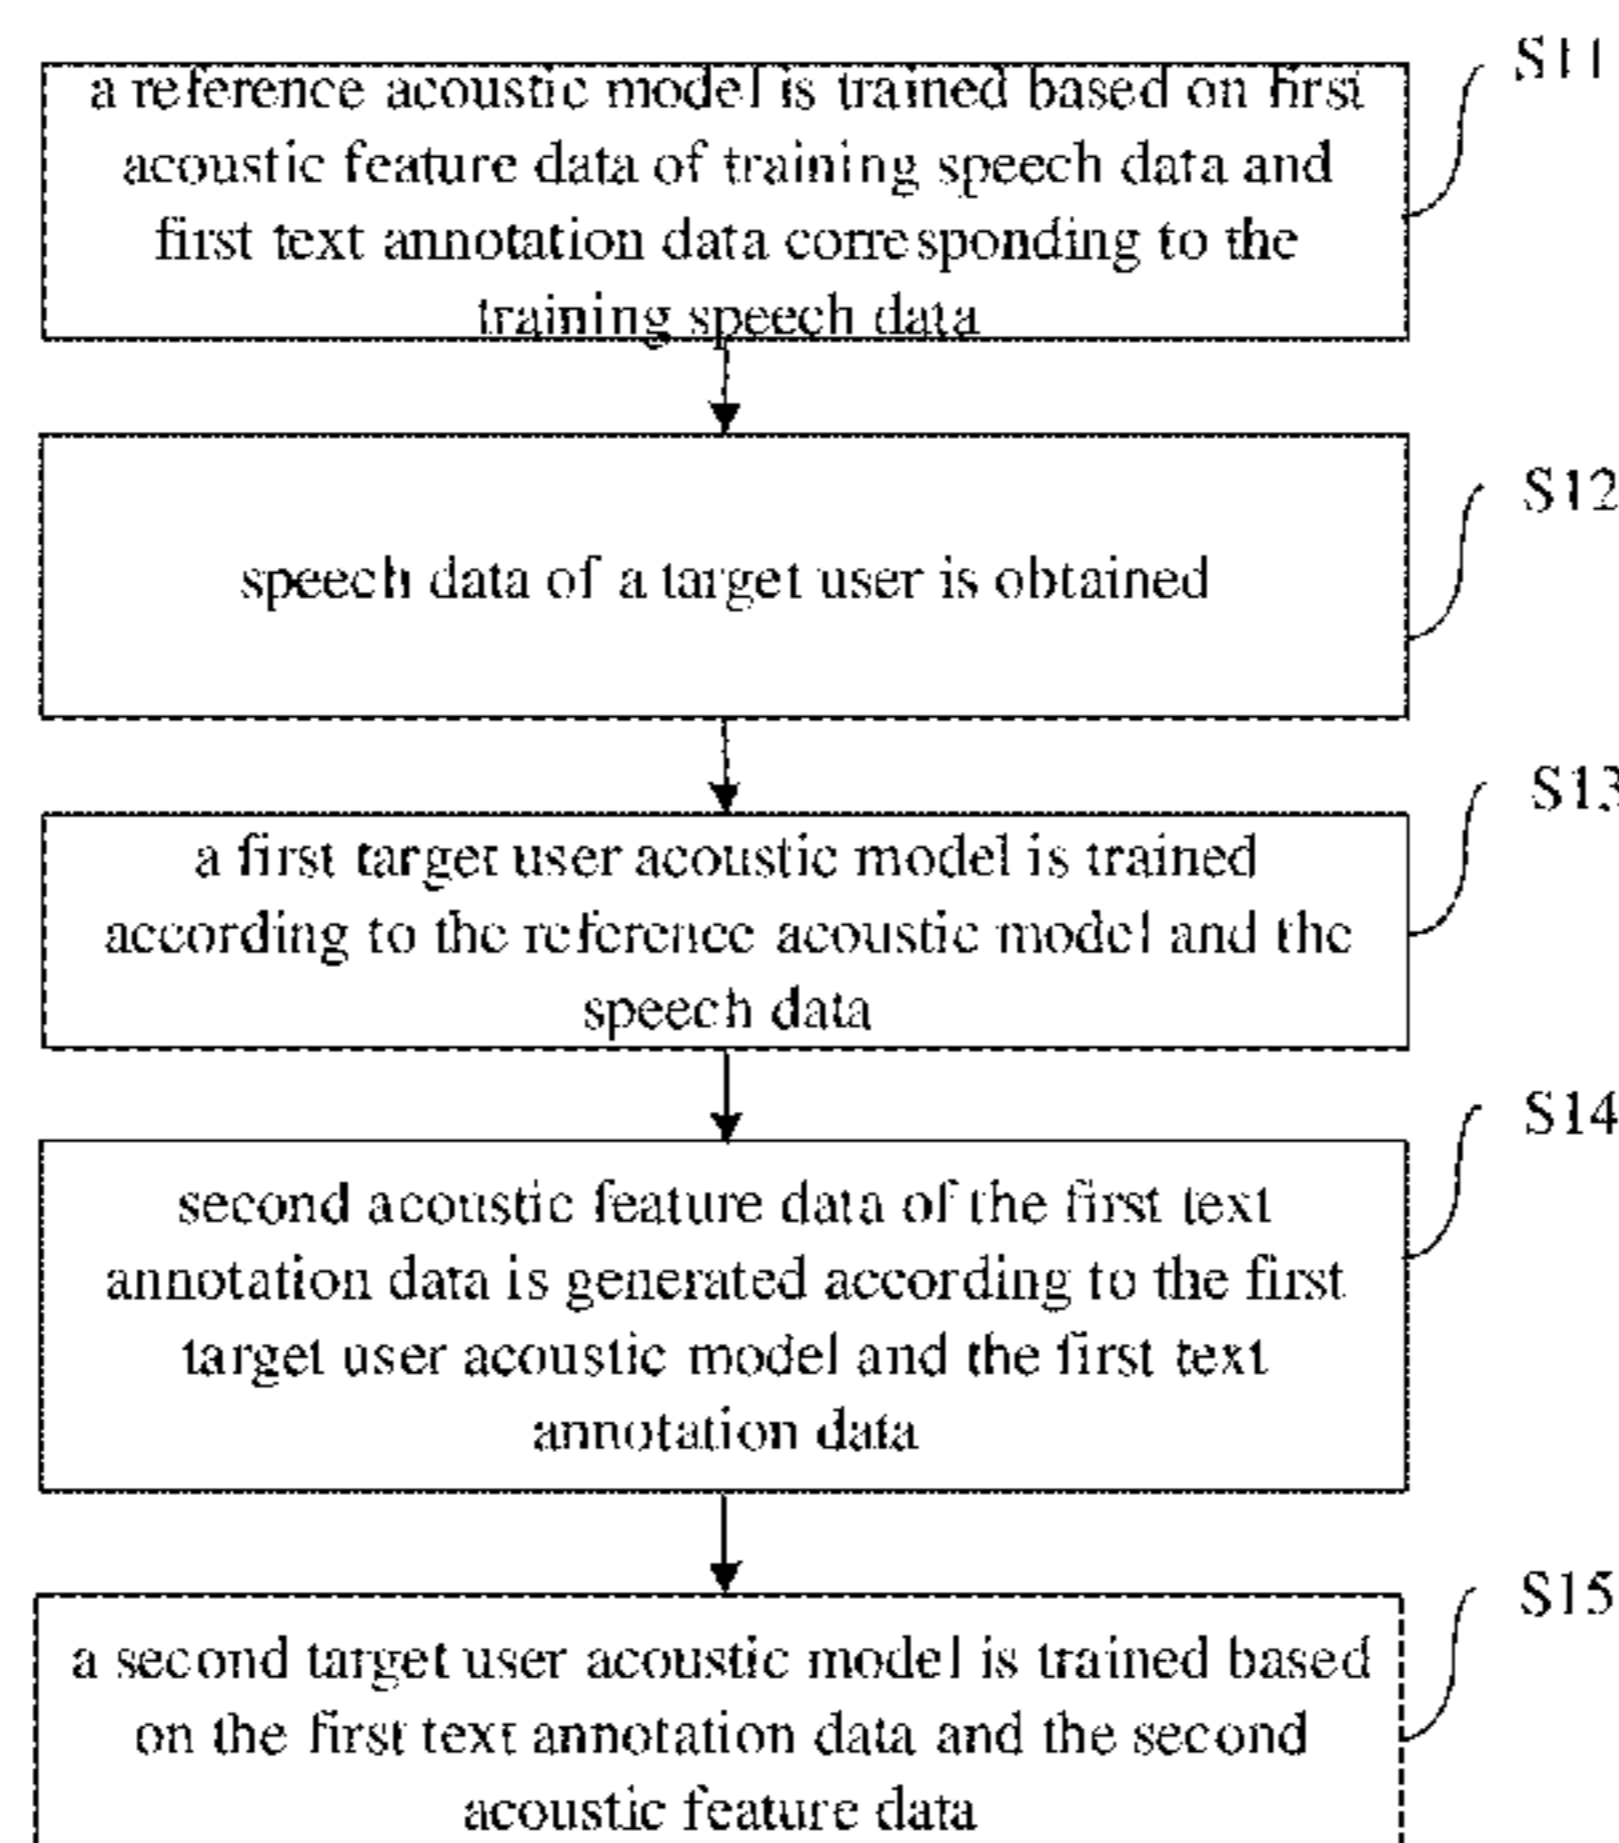 S11
a reference acoustic model is trained based on first
acoustic feature data of training speech data and
first text annotation data corresponding to the
training speech data
S12
speech data of a target user is obtained
S13
a first target user acoustic model is trained
according to the reference acoustic model and the
speech data
S14
second acoustic feature data of the first text
annotation data is generated according to the first
target user acoustic model and the first text
annotation data
S15
a second target user acoustic model is trained based
on the first text annotation data and the second
acoustic feature data